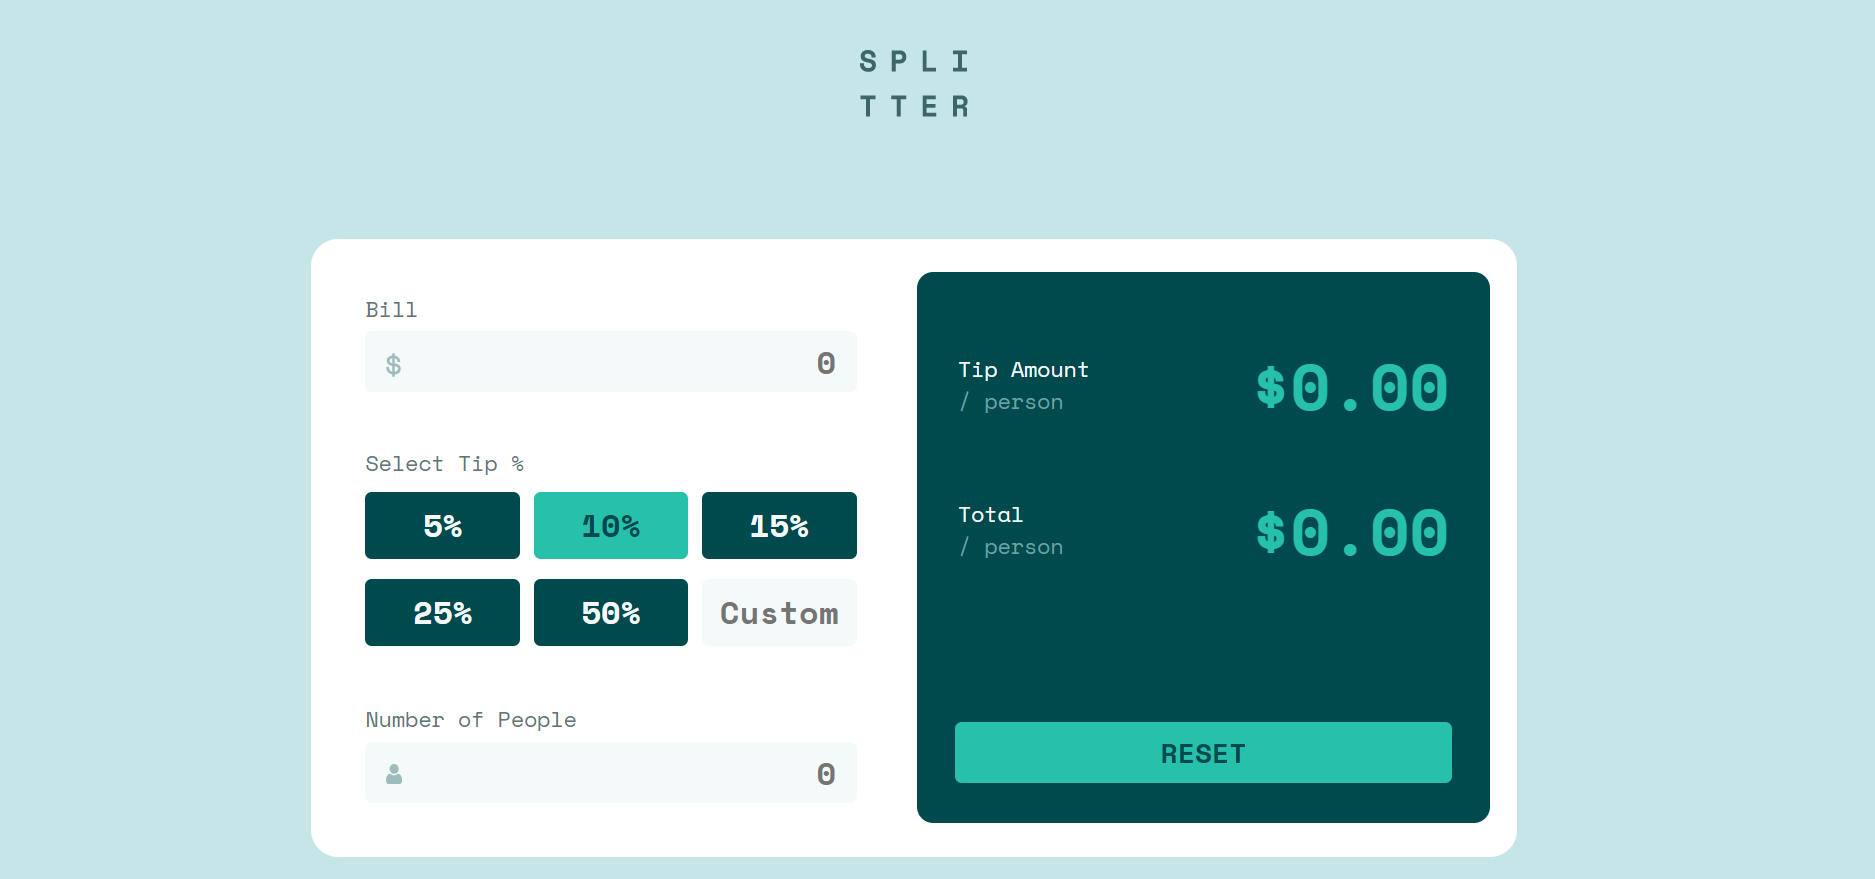 SPLI
TTER
Bill
$ 0
Select Tip %
5% 10% 15%
25% 50% Custom
Number of People
0
Tip Amount
/ person
$0.00
Total
/ person
$0.00
RESET